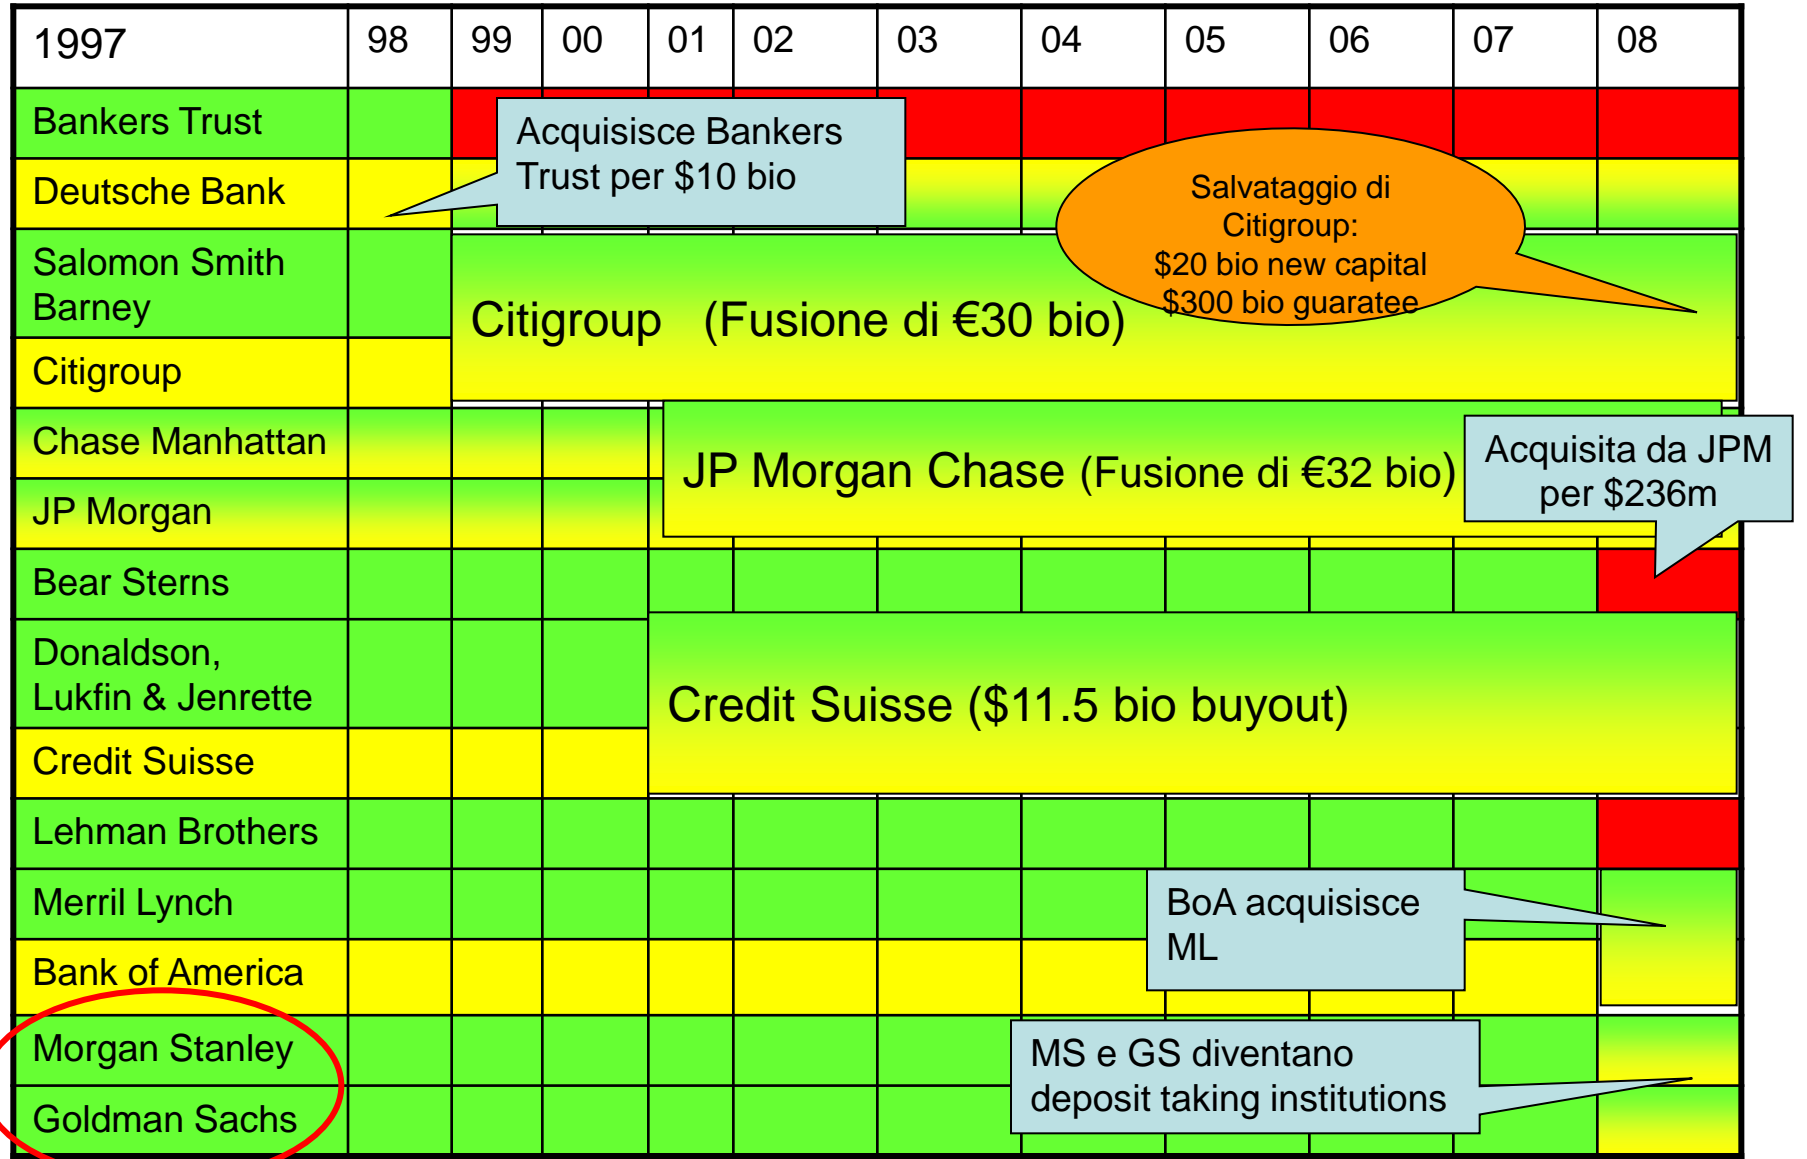 1997 98 99 00 01 02 03 04 05 06 07 08
Bankers Trust
Acquisisce Bankers
Trust per $10 bio
Deutsche Bank
Salvataggio di
Citigroup:
$20 bio new capital
$300 bio guaratee
Salomon Smith
Barney
Citigroup (Fusione di €30 bio)
Citigroup
Chase Manhattan
JP Morgan Chase (Fusione di €32 bio)
Acquisita da JPM
per $236m
JP Morgan
Bear Sterns
Donaldson,
Lukfin & Jenrette
Credit Suisse ($11.5 bio buyout)
Credit Suisse
Lehman Brothers
Merril Lynch
BoA acquisisce
ML
Bank of America
Morgan Stanley
MS e GS diventano
deposit taking institutions
Goldman Sachs